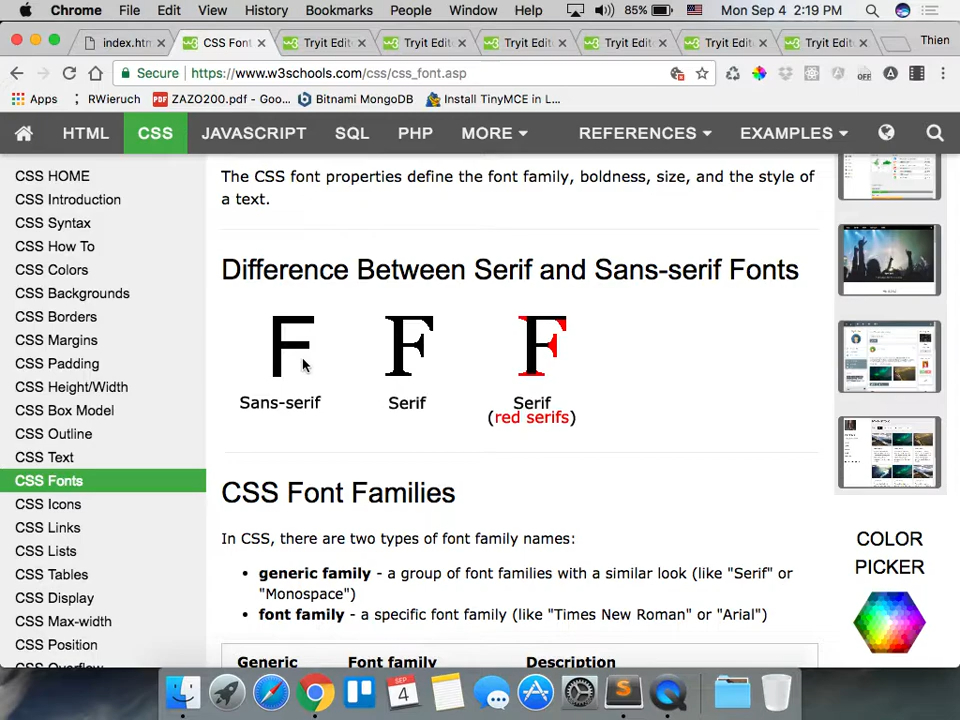 Chrome File Edit View History Bookmarks People Window Help 85% Mon Sep 4 2:19 PM
index.htm CSS Font Tryit Edit Tryit Edit Tryit Edit Tryit Edit Tryit Edit Tryit Edit Thien
Secure https://www.w3schools.com/css/css_font.asp OFF
Apps RWieruch PDF ZAZO200.pdf - Goo... Bitnami MongoDB Install TinyMCE in L...
HTML CSS JAVASCRIPT SQL PHP MORE REFERENCES EXAMPLES
CSS HOME
CSS Introduction
CSS Syntax
CSS How To
CSS Colors
CSS Backgrounds
CSS Borders
CSS Margins
CSS Padding
CSS Height/Width
CSS Box Model
CSS Outline
CSS Text
CSS Fonts
CSS Icons
CSS Links
CSS Lists
CSS Tables
CSS Display
CSS Max-width
CSS Position
CSS Overflow
The CSS font properties define the font family, boldness, size, and the style of
a text.
Difference Between Serif and Sans-serif Fonts
F F F
Sans-serif Serif Serif
(red serifs)
CSS Font Families
In CSS, there are two types of font family names:
• generic family - a group of font families with a similar look (like "Serif" or
"Monospace")
• font family - a specific font family (like "Times New Roman" or "Arial")
Generic Font family Description
COLOR
PICKER
SEP
4